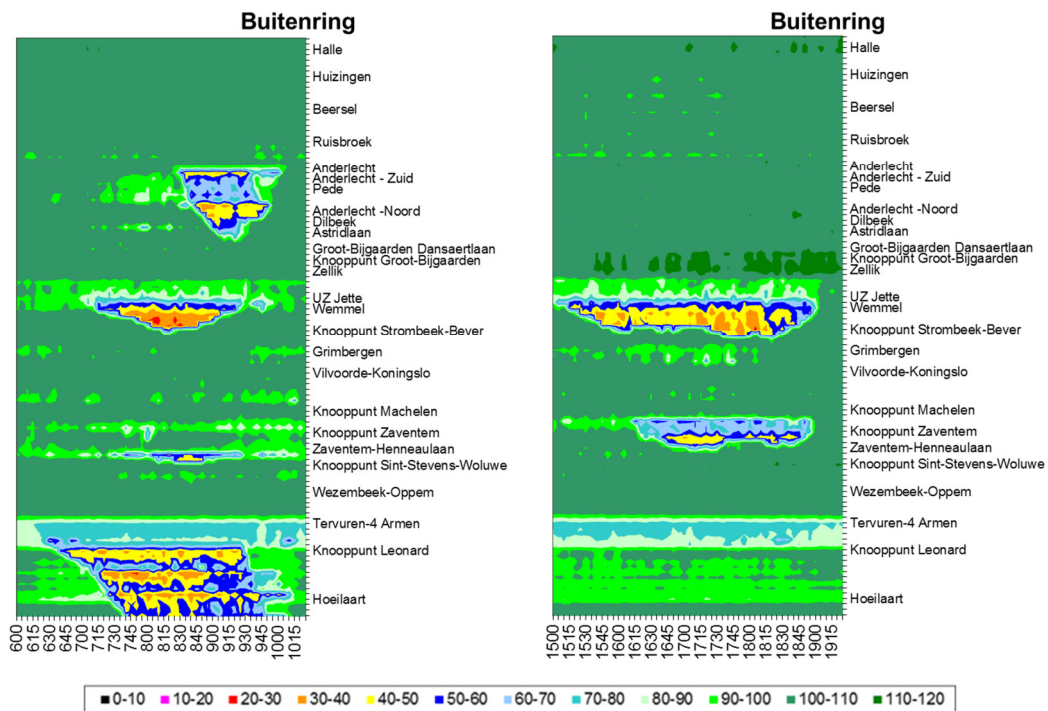 Buitenring
Halle
Huizingen
Beersel
Ruisbroek
Anderlecht
Anderlecht - Zuid
Pede
Anderlecht -Noord
Dilbeek
Astridlaan
Groot-Bijgaarden Dansaertlaan
Knooppunt Groot-Bijgaarden
Zellik
UZ Jette
Wemmel
Knooppunt Strombeek-Bever
Grimbergen
Vilvoorde-Koningslo
Knooppunt Machelen
Knooppunt Zaventem
Zaventem-Henneaulaan
Knooppunt Sint-Stevens-Woluwe
Wezembeek-Oppem
Tervuren-4 Armen
Knooppunt Leonard
Hoeilaart
600 615 630 645 700 715 730 745 800 815 830 845 900 915 930 945 1000 1015
Buitenring
Halle
Huizingen
Beersel
Ruisbroek
Anderlecht
Anderlecht - Zuid
Pede
Anderlecht -Noord
Dilbeek
Astridlaan
Groot-Bijgaarden Dansaertlaan
Knooppunt Groot-Bijgaarden
Zellik
UZ Jette
Wemmel
Knooppunt Strombeek-Bever
Grimbergen
Vilvoorde-Koningslo
Knooppunt Machelen
Knooppunt Zaventem
Zaventem-Henneaulaan
Knooppunt Sint-Stevens-Woluwe
Wezembeek-Oppem
Tervuren-4 Armen
Knooppunt Leonard
Hoeilaart
1500 1515 1530 1545 1600 1615 1630 1645 1700 1715 1730 1745 1800 1815 1830 1845 1900 1915
0-10 10-20 20-30 30-40 40-50 50-60 60-70 70-80 80-90 90-100 100-110 110-120